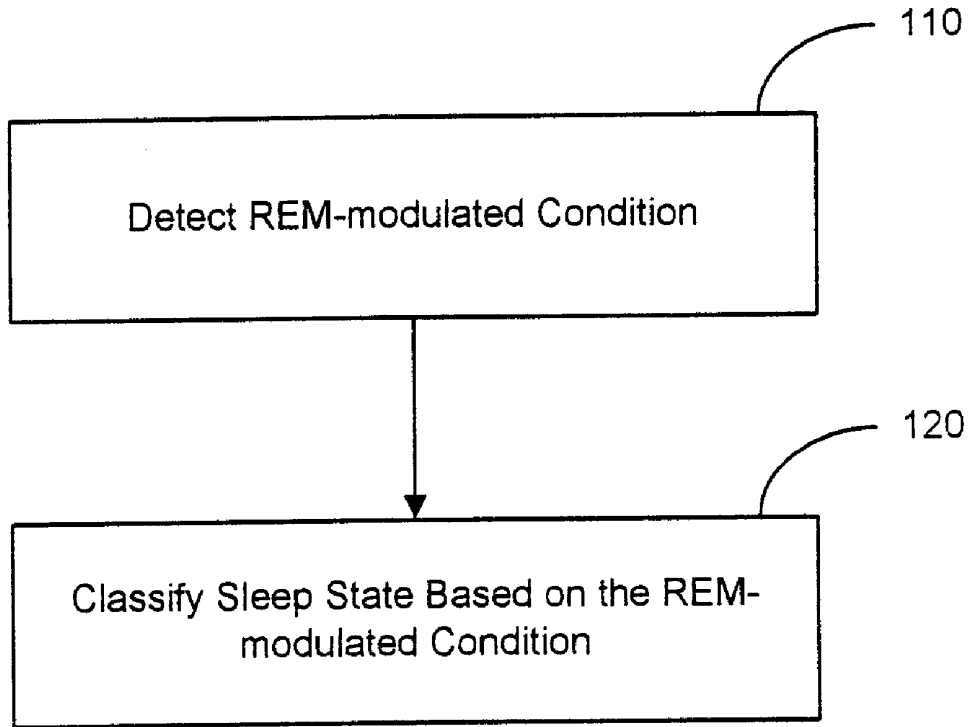 110
Detect REM-modulated Condition
120
Classify Sleep State Based on the REM-
modulated Condition